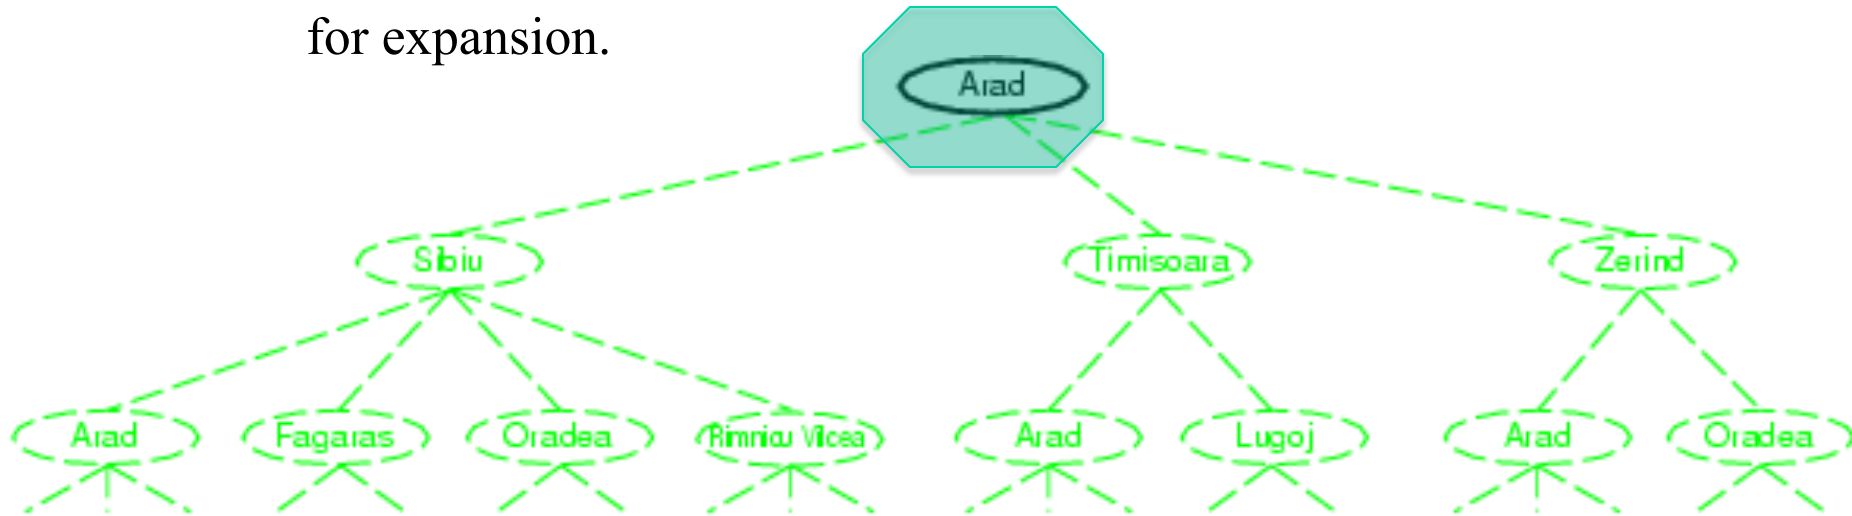 for expansion.
Arad
Sibiu Timisoara Zerind
Arad Fagaras Oradea Rimnicu Vilcea Arad Lugoj Arad Oradea